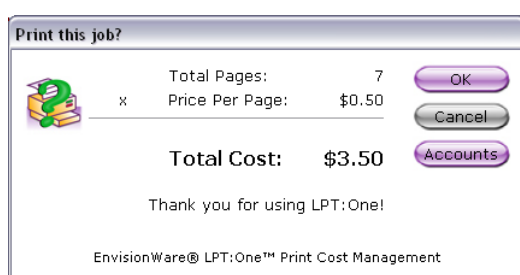 Print this job?
Total Pages: 7
OK
x Price Per Page: $0.50
Cancel
Total Cost: $3.50
Accounts
Thank you for using LPT:One!
EnvisionWare® LPT:One™ Print Cost Management